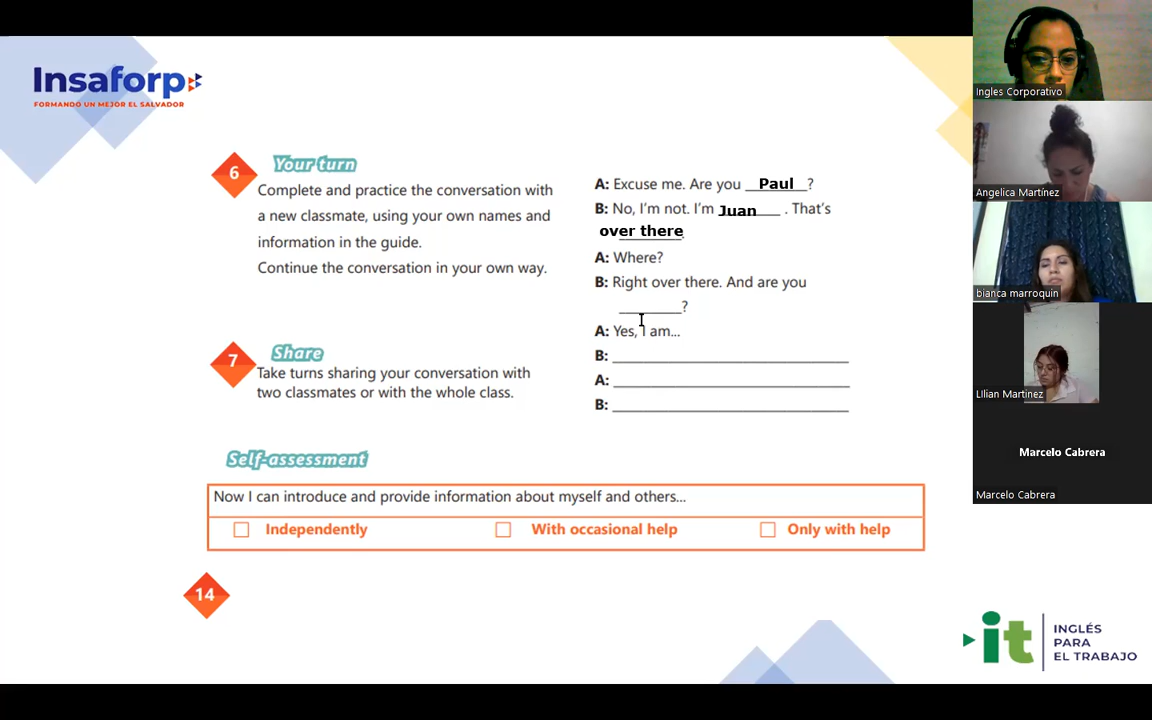 Insaforp
FORMANDO UN MEJOR EL SALVADOR
6
Your turn
Complete and practice the conversation with
a new classmate, using your own names and
information in the guide.
Continue the conversation in your own way.
7
Share
Take turns sharing your conversation with
two classmates or with the whole class.
A: Excuse me. Are you Paul ?
B: No, I'm not. I'm Juan . That's
over there.
A: Where?
B: Right over there. And are you
________?
A: Yes, I am...
B: ______________________________
A: ______________________________
B: ______________________________
Self-assessment
Now I can introduce and provide information about myself and others...
Independently
With occasional help
Only with help
14
it
INGLÉS
PARA
EL TRABAJO
Ingles Corporativo
Angelica Martínez
bianca marroquin
LIlian Martinez
Marcelo Cabrera
Marcelo Cabrera